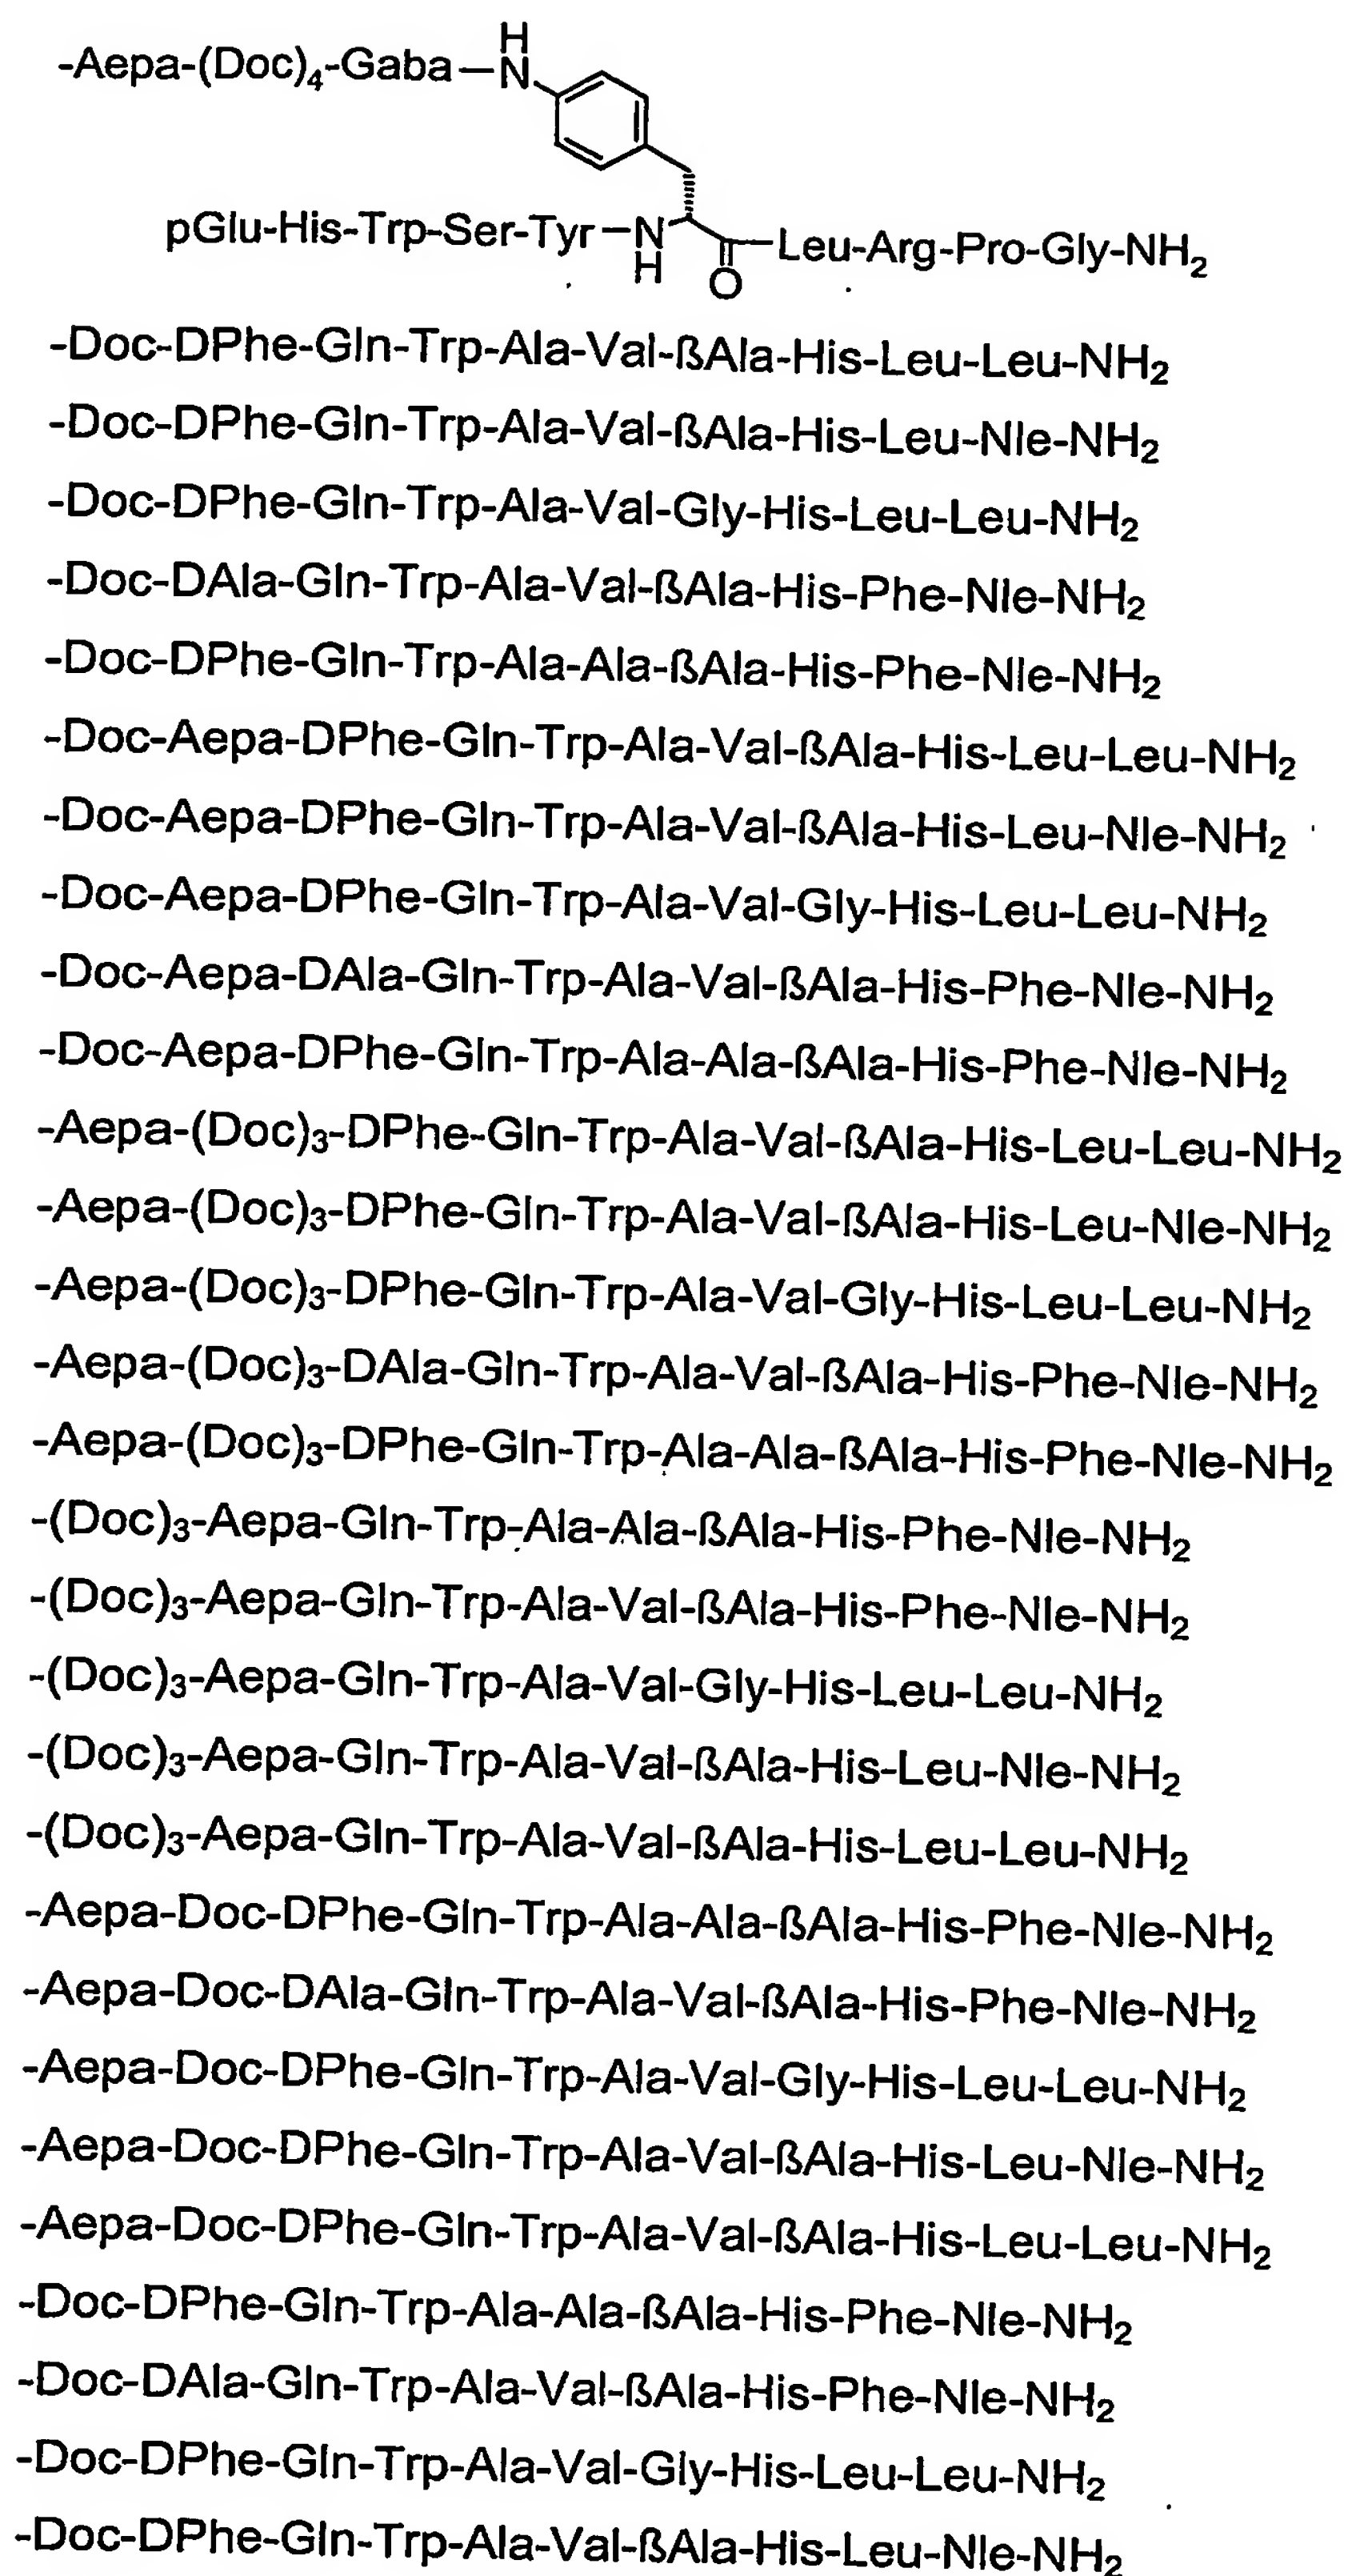 -Aepa-(Doc)₄-Gaba—N
H
pGlu-His-Trp-Ser-Tyr—N
H
O
Leu-Arg-Pro-Gly-NH₂
-Doc-DPhe-Gln-Trp-Ala-Val-ßAla-His-Leu-Leu-NH₂
-Doc-DPhe-Gln-Trp-Ala-Val-ßAla-His-Leu-Nle-NH₂
-Doc-DPhe-Gln-Trp-Ala-Val-Gly-His-Leu-Leu-NH₂
-Doc-DAla-Gln-Trp-Ala-Val-ßAla-His-Phe-Nle-NH₂
-Doc-DPhe-Gln-Trp-Ala-Ala-ßAla-His-Phe-Nle-NH₂
-Doc-Aepa-DPhe-Gln-Trp-Ala-Val-ßAla-His-Leu-Leu-NH₂
-Doc-Aepa-DPhe-Gln-Trp-Ala-Val-ßAla-His-Leu-Nle-NH₂
-Doc-Aepa-DPhe-Gln-Trp-Ala-Val-Gly-His-Leu-Leu-NH₂
-Doc-Aepa-DAla-Gln-Trp-Ala-Val-ßAla-His-Phe-Nle-NH₂
-Doc-Aepa-DPhe-Gln-Trp-Ala-Ala-ßAla-His-Phe-Nle-NH₂
-Aepa-(Doc)₃-DPhe-Gln-Trp-Ala-Val-ßAla-His-Leu-Leu-NH₂
-Aepa-(Doc)₃-DPhe-Gln-Trp-Ala-Val-ßAla-His-Leu-Nle-NH₂
-Aepa-(Doc)₃-DPhe-Gln-Trp-Ala-Val-Gly-His-Leu-Leu-NH₂
-Aepa-(Doc)₃-DAla-Gln-Trp-Ala-Val-ßAla-His-Phe-Nle-NH₂
-Aepa-(Doc)₃-DPhe-Gln-Trp-Ala-Ala-ßAla-His-Phe-Nle-NH₂
-(Doc)₃-Aepa-Gln-Trp-Ala-Ala-ßAla-His-Phe-Nle-NH₂
-(Doc)₃-Aepa-Gln-Trp-Ala-Val-ßAla-His-Phe-Nle-NH₂
-(Doc)₃-Aepa-Gln-Trp-Ala-Val-Gly-His-Leu-Leu-NH₂
-(Doc)₃-Aepa-Gln-Trp-Ala-Val-ßAla-His-Leu-Nle-NH₂
-(Doc)₃-Aepa-Gln-Trp-Ala-Val-ßAla-His-Leu-Leu-NH₂
-Aepa-Doc-DPhe-Gln-Trp-Ala-Ala-ßAla-His-Phe-Nle-NH₂
-Aepa-Doc-DAla-Gln-Trp-Ala-Val-ßAla-His-Phe-Nle-NH₂
-Aepa-Doc-DPhe-Gln-Trp-Ala-Val-Gly-His-Leu-Leu-NH₂
-Aepa-Doc-DPhe-Gln-Trp-Ala-Val-ßAla-His-Leu-Nle-NH₂
-Aepa-Doc-DPhe-Gln-Trp-Ala-Val-ßAla-His-Leu-Leu-NH₂
-Doc-DPhe-Gln-Trp-Ala-Ala-ßAla-His-Phe-Nle-NH₂
-Doc-DAla-Gln-Trp-Ala-Val-ßAla-His-Phe-Nle-NH₂
-Doc-DPhe-Gln-Trp-Ala-Val-Gly-His-Leu-Leu-NH₂
-Doc-DPhe-Gln-Trp-Ala-Val-ßAla-His-Leu-Nle-NH₂